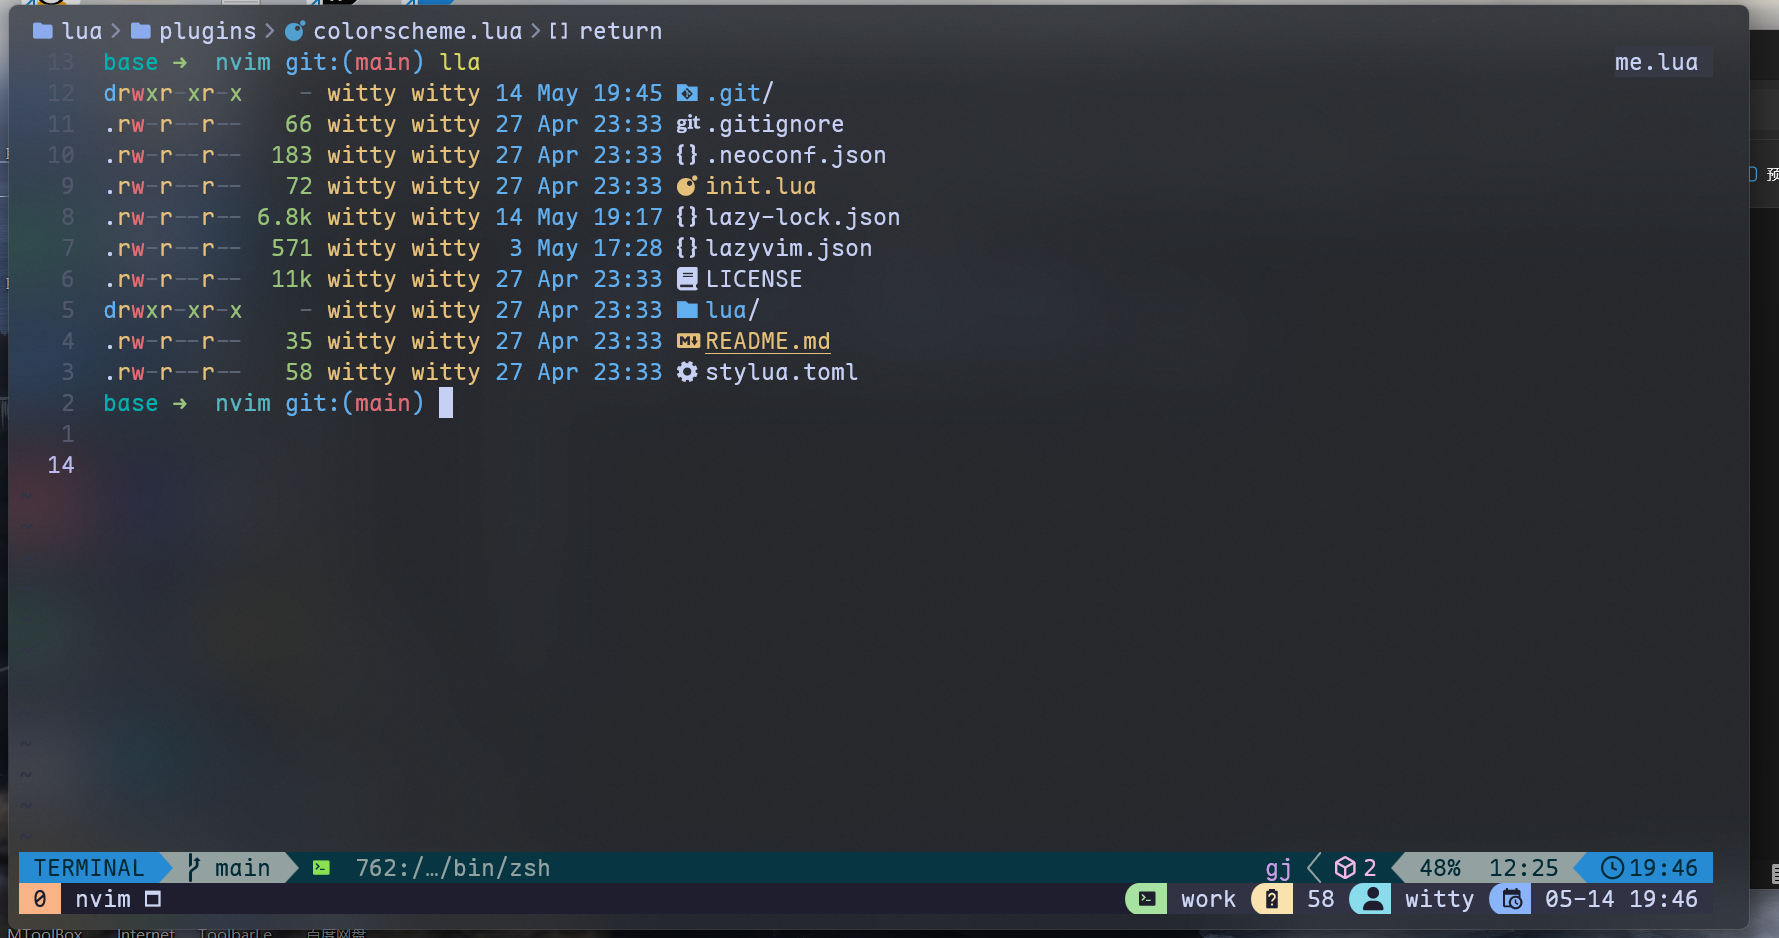 lua > plugins > colorscheme.lua > [] return
13 base → nvim git:(main) lla
me.lua
12 drwxr-xr-x - witty witty 14 May 19:45 .git/
11 .rw-r--r-- 66 witty witty 27 Apr 23:33 git .gitignore
10 .rw-r--r-- 183 witty witty 27 Apr 23:33 {} .neoconf.json
9 .rw-r--r-- 72 witty witty 27 Apr 23:33 init.lua
8 .rw-r--r-- 6.8k witty witty 14 May 19:17 {} lazy-lock.json
7 .rw-r--r-- 571 witty witty 3 May 17:28 {} lazyvim.json
6 .rw-r--r-- 11k witty witty 27 Apr 23:33 LICENSE
5 drwxr-xr-x - witty witty 27 Apr 23:33 lua/
4 .rw-r--r-- 35 witty witty 27 Apr 23:33 README.md
3 .rw-r--r-- 58 witty witty 27 Apr 23:33 stylua.toml
2 base → nvim git:(main)
1
14
~
~
~
~
~
~
TERMINAL main 762:/…/bin/zsh gj 2 48% 12:25 19:46
0 nvim work 58 witty 05-14 19:46
MToolBox Internet ToolbarLe 百度网盘
预